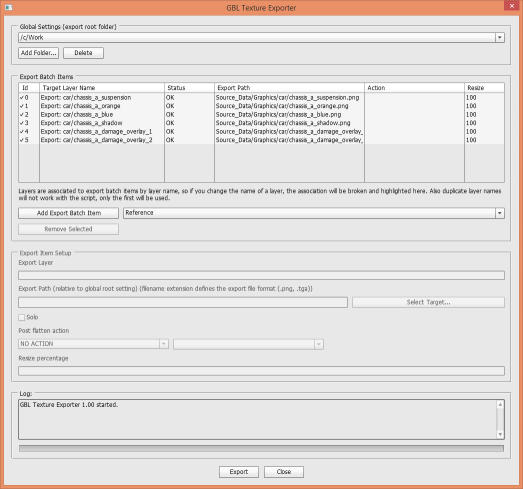 GBL Texture Exporter
Global Settings (export root folder)
/c/Work
Add Folder... Delete
Export Batch Items
Id Target Layer Name Status Export Path Action Resize
0 Export: car/chassis_a_suspension OK Source_Data/Graphics/car/chassis_a_suspension.png 100
1 Export: car/chassis_a_orange OK Source_Data/Graphics/car/chassis_a_orange.png 100
2 Export: car/chassis_a_blue OK Source_Data/Graphics/car/chassis_a_blue.png 100
3 Export: car/chassis_a_shadow OK Source_Data/Graphics/car/chassis_a_shadow.png 100
4 Export: car/chassis_a_damage_overlay_1 OK Source_Data/Graphics/car/chassis_a_damage_overlay_ 100
5 Export: car/chassis_a_damage_overlay_2 OK Source_Data/Graphics/car/chassis_a_damage_overlay_ 100
Layers are associated to export batch items by layer name, so if you change the name of a layer, the association will be broken and highlighted here. Also duplicate layer names
will not work with the script, only the first will be used.
Add Export Batch Item Reference
Remove Selected
Export Item Setup
Export Layer
Export Path (relative to global root setting) (filename extension defines the export file format (.png, .tga))
Select Target...
Solo
Post flatten action
NO ACTION
Resize percentage
Log:
GBL Texture Exporter 1.00 started.
Export Close